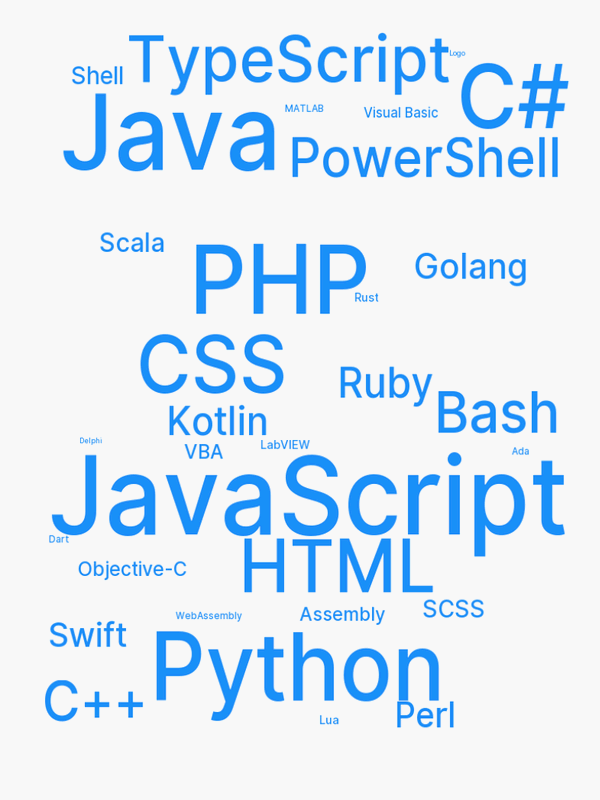 TypeScript
Logo
Shell
C#
Java
MATLAB
Visual Basic
PowerShell
Scala
PHP
Golang
Rust
CSS
Ruby
Bash
Kotlin
Delphi
VBA
LabVIEW
Ada
JavaScript
Dart
HTML
Objective-C
SCSS
WebAssembly
Assembly
Swift
Python
C++
Perl
Lua